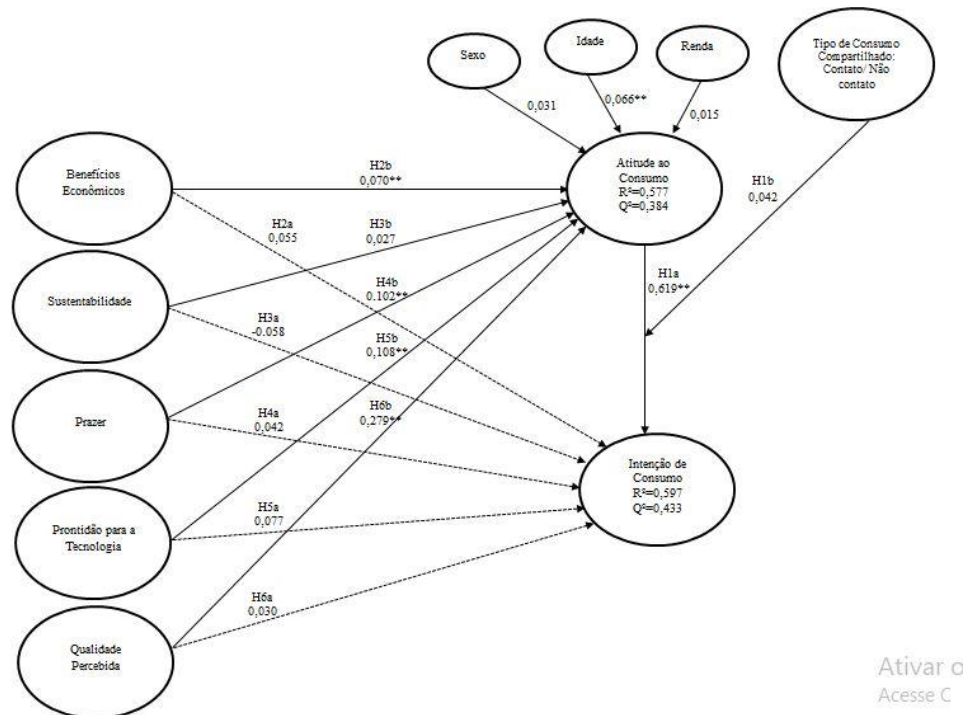 Sexo
Idade
Renda
Tipo de Consumo
Compartilhado:
Contato/ Não
contato
0,031
0,066**
0,015
Benefícios
Econômicos
H2b
0,070**
Atitude ao
Consumo
R²=0,577
Q²=0,384
H1b
0,042
H2a
0,055
H3b
0,027
Sustentabilidade
H4b
0.102**
H1a
0,619**
H3a
-0.058
H5b
0,108**
Prazer
H4a
0,042
H6b
0,279**
Intenção de
Consumo
R²=0,597
Q²=0,433
Prontidão para a
Tecnologia
H5a
0,077
H6a
0,030
Qualidade
Percebida
Ativar o
Acesse C